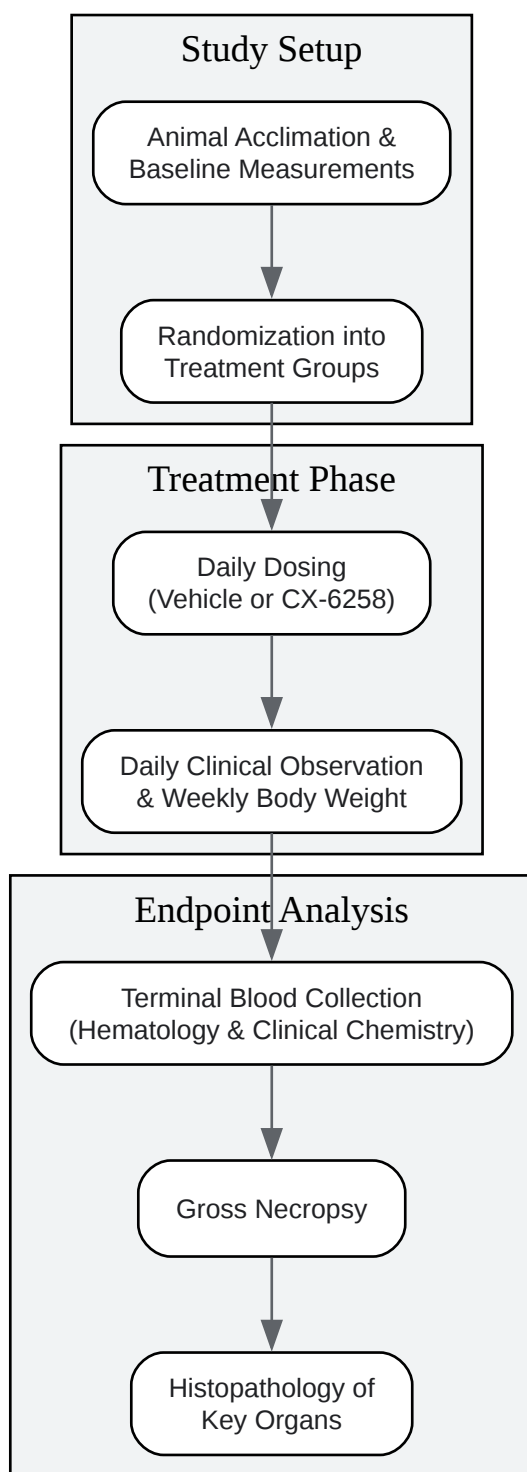 Study Setup
Animal Acclimation &
Baseline Measurements
Randomization into
Treatment Groups
Treatment Phase
Daily Dosing
(Vehicle or CX-6258)
Daily Clinical Observation
& Weekly Body Weight
Endpoint Analysis
Terminal Blood Collection
(Hematology & Clinical Chemistry)
Gross Necropsy
Histopathology of
Key Organs